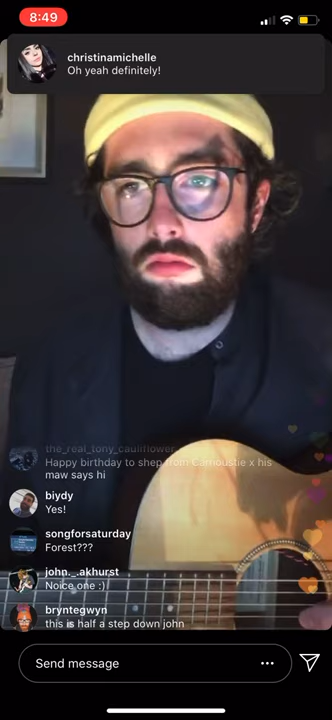 8:49
christinamichelle
Oh yeah definitely!
the_real_tony_cauliflower
Happy birthday to shep from Carnoustie x his
maw says hi
biydy
Yes!
songforsaturday
Forest???
john._.akhurst
Noice one :)
bryntegwyn
this is half a step down john
Send message